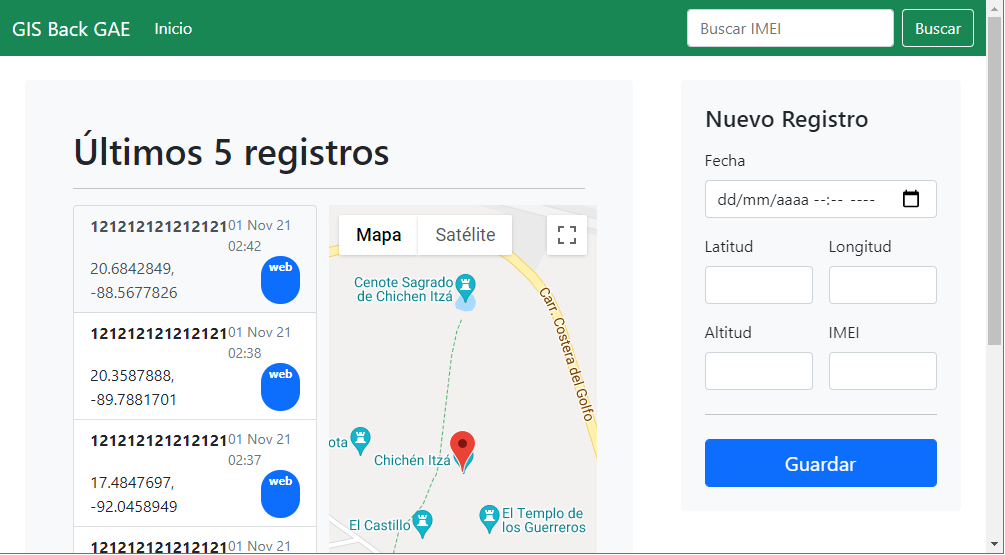 GIS Back GAE Inicio Buscar IMEI Buscar
Últimos 5 registros
121212121212121 01 Nov 21
02:42
20.6842849,
-88.5677826
web
121212121212121 01 Nov 21
02:38
20.3587888,
-89.7881701
web
121212121212121 01 Nov 21
02:37
17.4847697,
-92.0458949
web
121212121212121 01 Nov 21
Mapa Satélite
Cenote Sagrado
de Chichen Itzá
Carr. Costera del Golfo
ota
Chichén Itzá
El Castillo
El Templo de
los Guerreros
Nuevo Registro
Fecha
dd/mm/aaaa --:-- ----
Latitud Longitud
Altitud IMEI
Guardar